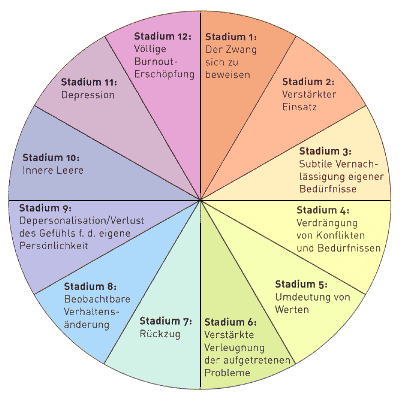 Stadium 1:
Der Zwang
sich zu
beweisen
Stadium 2:
Verstärkter
Einsatz
Stadium 3:
Subtile Vernach-
lässigung eigener
Bedürfnisse
Stadium 4:
Verdrängung
von Konflikten
und Bedürfnissen
Stadium 5:
Umdeutung von
Werten
Stadium 6:
Verstärkte
Verleugnung
der aufgetretenen
Probleme
Stadium 7:
Rückzug
Stadium 8:
Beobachtbare
Verhaltens-
änderung
Stadium 9:
Depersonalisation/Verlust
des Gefühls f. d. eigene
Persönlichkeit
Stadium 10:
Innere Leere
Stadium 11:
Depression
Stadium 12:
Völlige
Burnout-
Erschöpfung